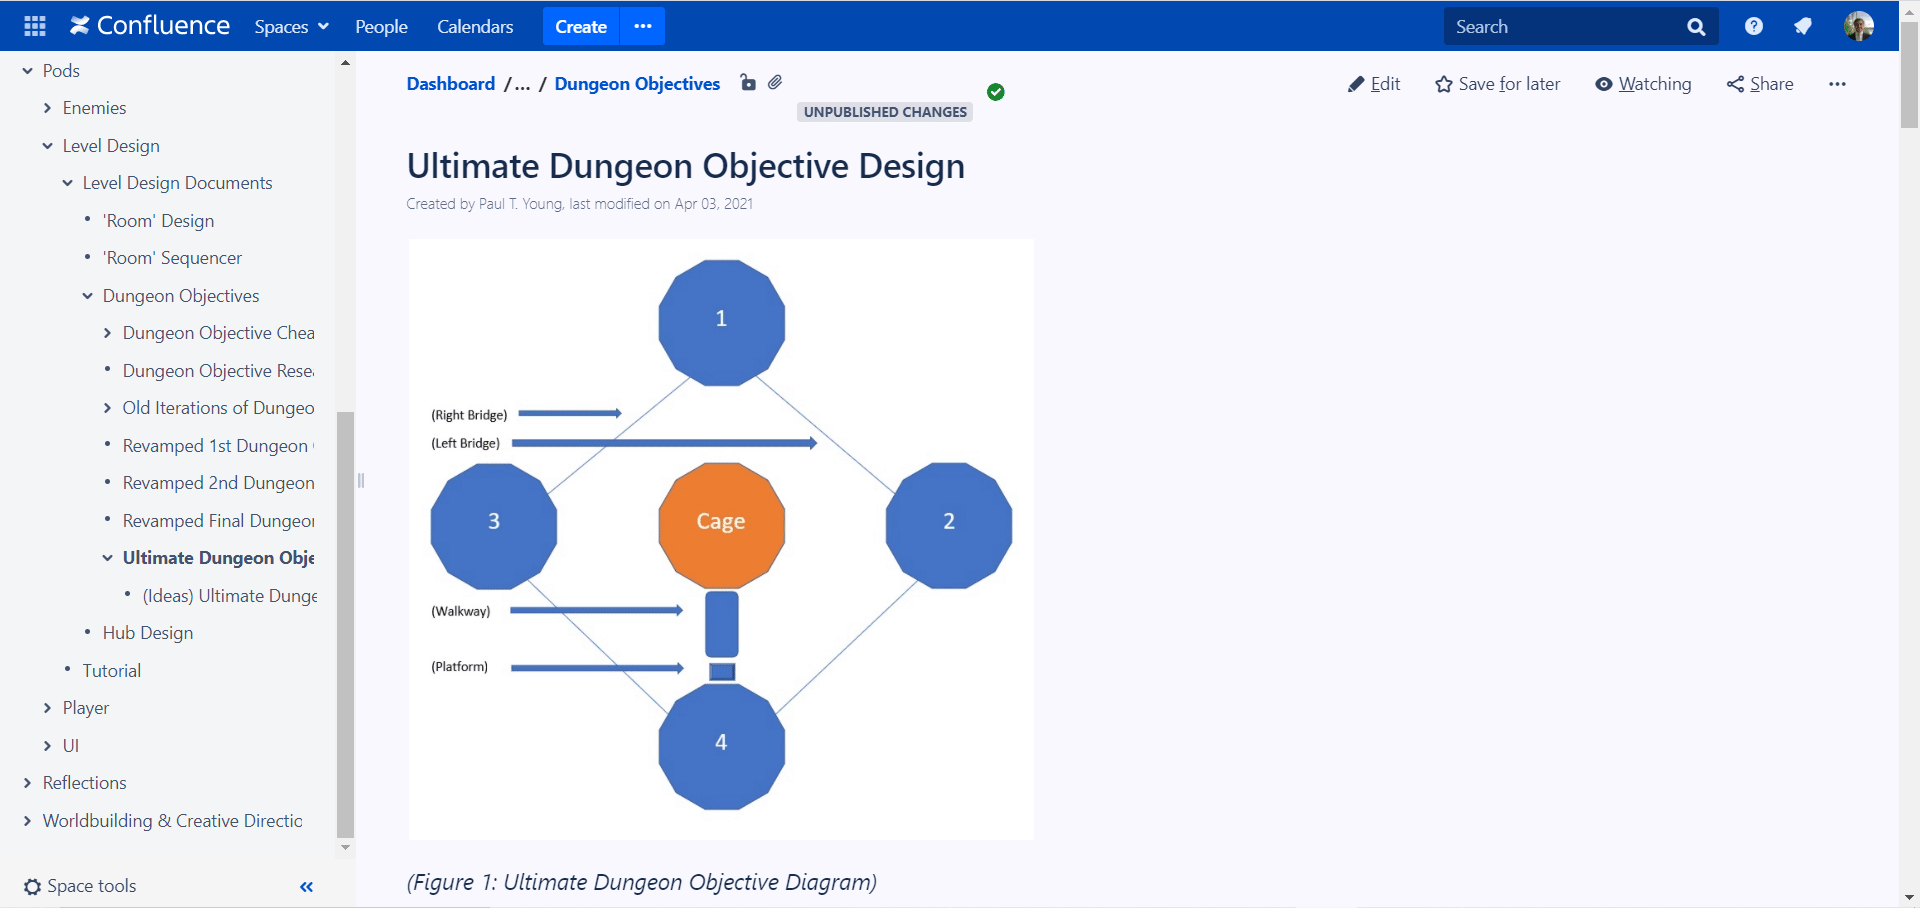 Confluence Spaces People Calendars Create ... Search
Pods
Enemies
Level Design
Level Design Documents
'Room' Design
'Room' Sequencer
Dungeon Objectives
Dungeon Objective Chea
Dungeon Objective Rese
Old Iterations of Dungeo
Revamped 1st Dungeon
Revamped 2nd Dungeon
Revamped Final Dungeon
Ultimate Dungeon Obje
(Ideas) Ultimate Dunge
Hub Design
Tutorial
Player
UI
Reflections
Worldbuilding & Creative Directio
Space tools
Dashboard /... / Dungeon Objectives
UNPUBLISHED CHANGES
Edit Save for later Watching Share ...
Ultimate Dungeon Objective Design
Created by Paul T. Young, last modified on Apr 03, 2021
1
(Right Bridge)
(Left Bridge)
3 Cage 2
(Walkway)
(Platform)
4
(Figure 1: Ultimate Dungeon Objective Diagram)